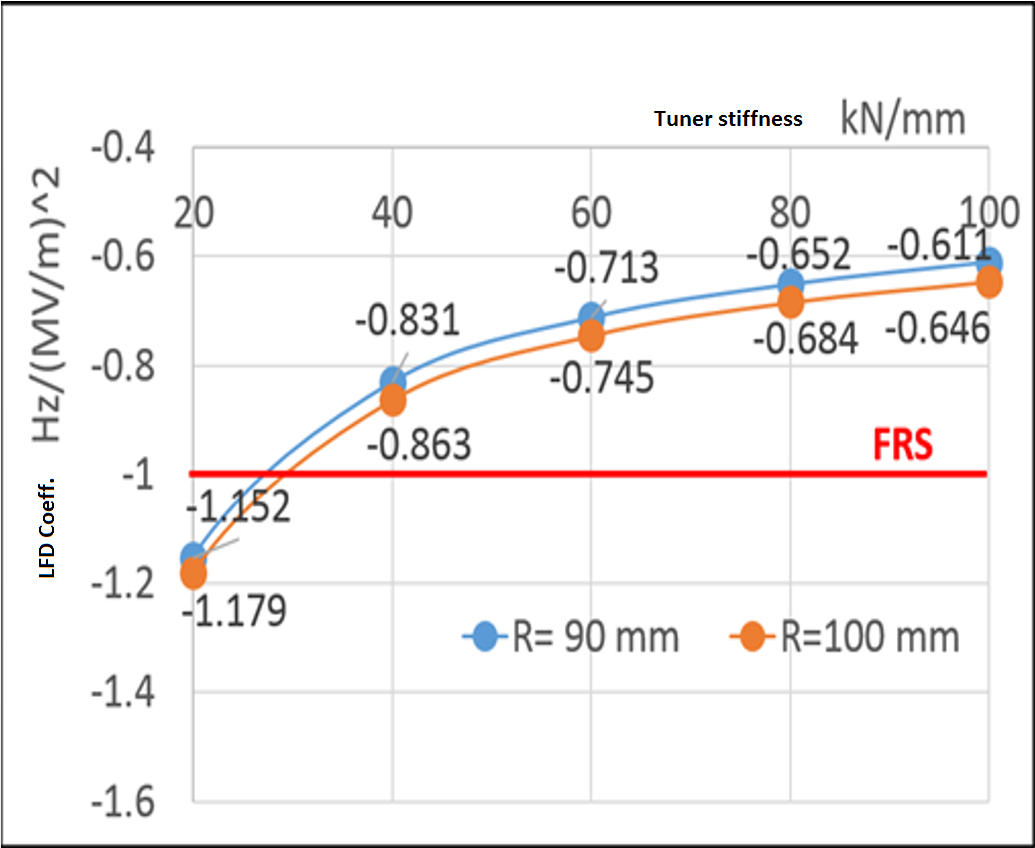 Tuner stiffness kN/mm
-0.4
20 40 60 80 100
-0.6
-0.8
-1
-1.2
-1.4
-1.6
Hz/(MV/m)^2
LFD Coeff.
-1.152
-0.831
-0.713
-0.652
-0.611
-1.179
-0.863
-0.745
-0.684
-0.646
FRS
R= 90 mm R=100 mm